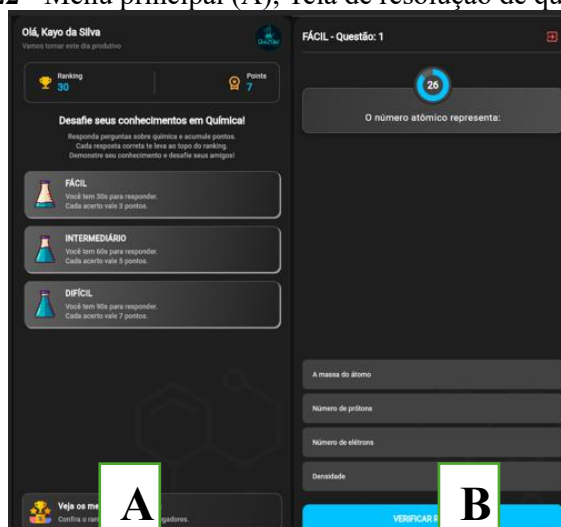 Menu principal (A), Tela de resolução de
Olá, Kayo da Silva
Vamos tornar este dia produtivo
Ranking
30
Points
7
Desafie seus conhecimentos em Química!
Responda perguntas sobre química e acumule pontos.
Cada resposta correta te leva ao topo do ranking.
Demonstre seu conhecimento e desafie seus amigos!
FÁCIL
Você tem 30s para responder.
Cada acerto vale 3 pontos.
INTERMEDIÁRIO
Você tem 60s para responder.
Cada acerto vale 5 pontos.
DIFÍCIL
Você tem 90s para responder.
Cada acerto vale 7 pontos.
Veja os
Confira o
A
FÁCIL - Questão: 1
26
O número atômico representa:
A massa do átomo
Número de prótons
Número de elétrons
Densidade
VERIFICAR
B